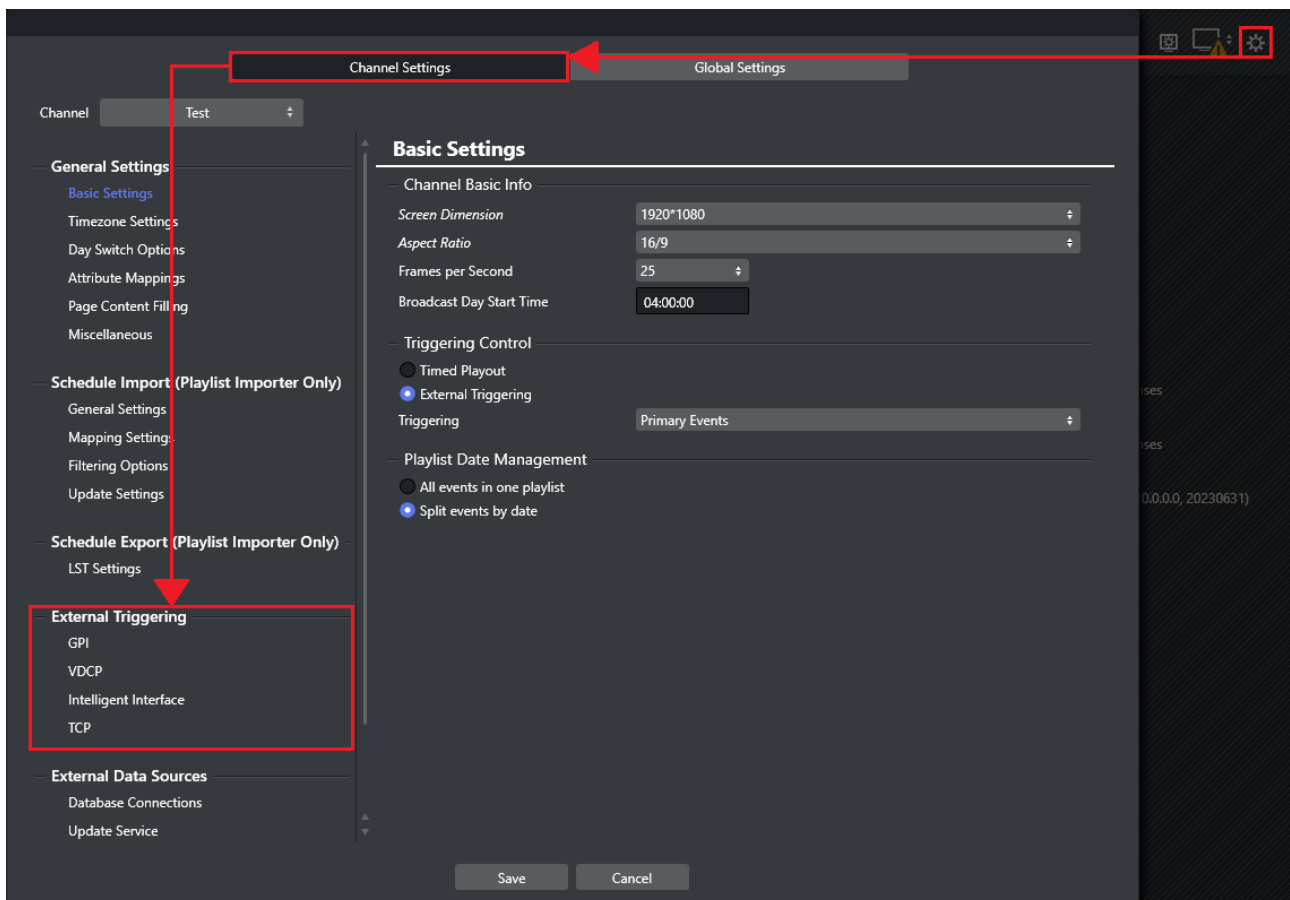 Channel Settings
Global Settings
Channel
Test
General Settings
Basic Settings
Timezone Settings
Day Switch Options
Attribute Mappings
Page Content Filling
Miscellaneous
Schedule Import (Playlist Importer Only)
General Settings
Mapping Settings
Filtering Options
Update Settings
Schedule Export (Playlist Importer Only)
LST Settings
External Triggering
GPI
VDCP
Intelligent Interface
TCP
External Data Sources
Database Connections
Update Service
Basic Settings
Channel Basic Info
Screen Dimension
1920*1080
Aspect Ratio
16/9
Frames per Second
25
Broadcast Day Start Time
04:00:00
Triggering Control
Timed Playout
External Triggering
Triggering
Primary Events
Playlist Date Management
All events in one playlist
Split events by date
Save
Cancel
0.0.0.0, 20230631)